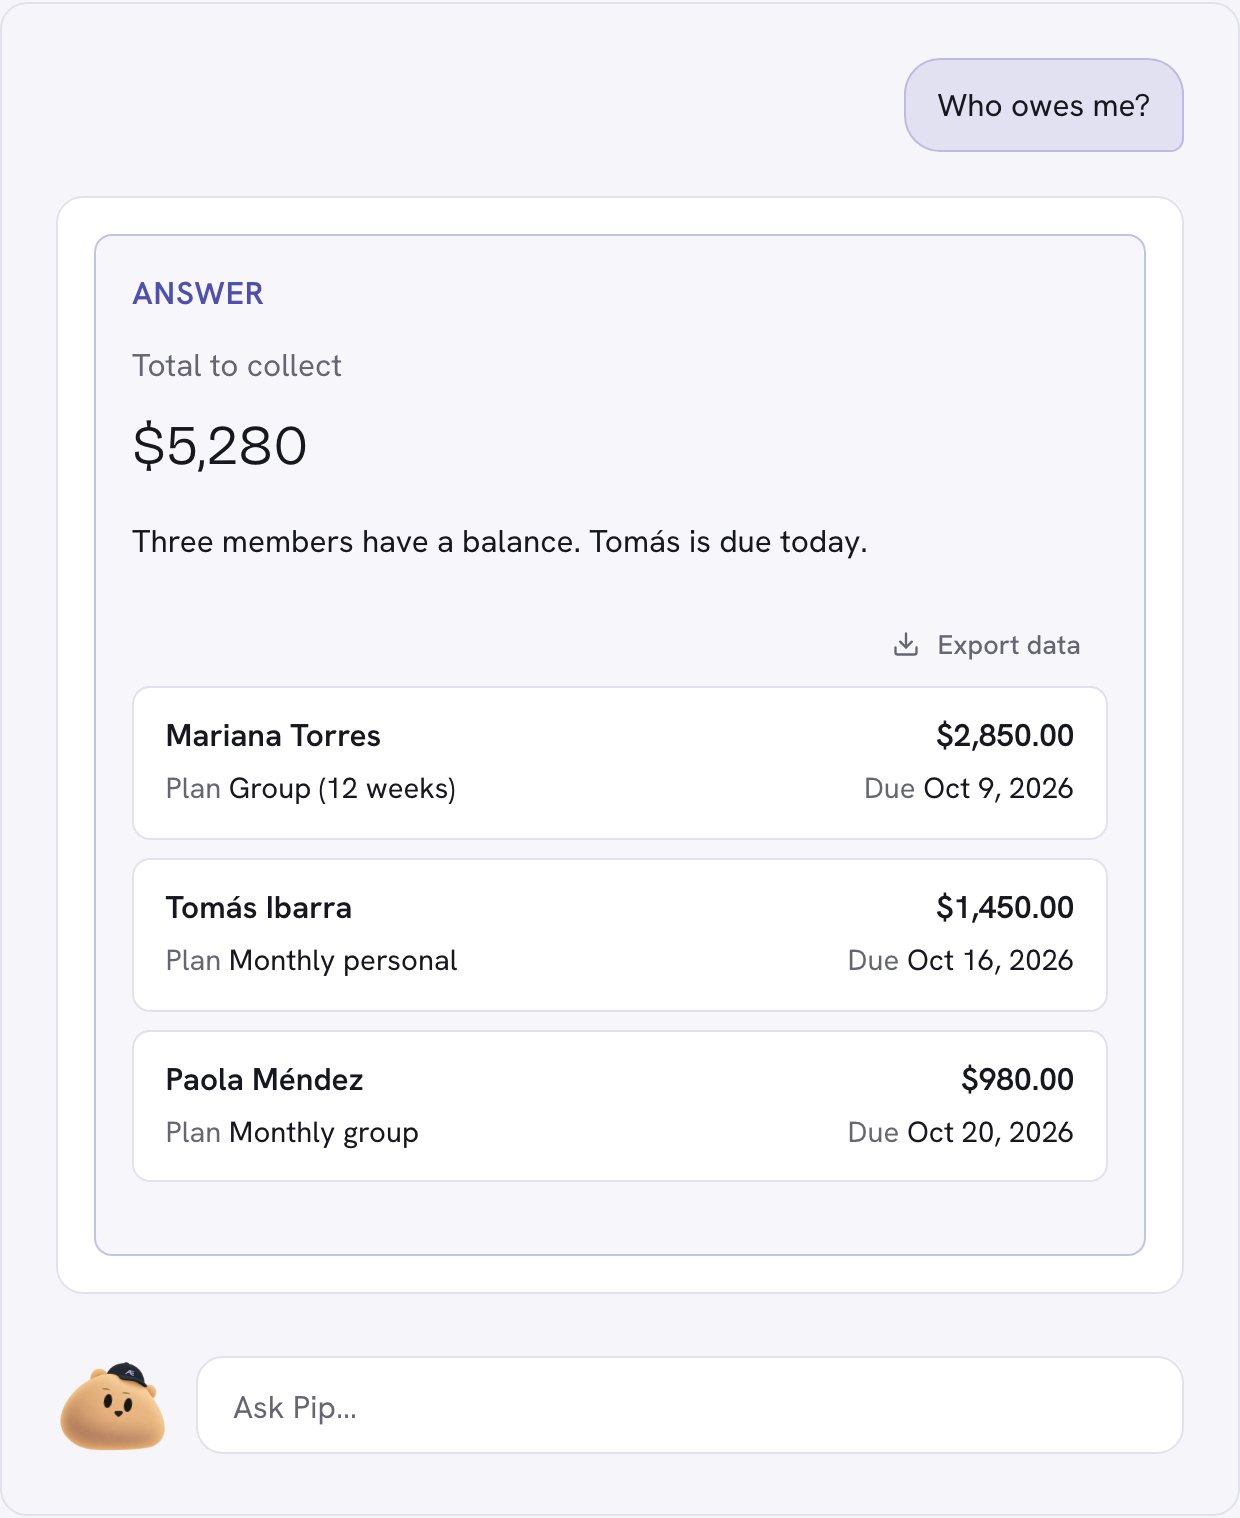 Who owes me?
ANSWER
Total to collect
$5,280
Three members have a balance. Tomás is due today.
Export data
Mariana Torres $2,850.00
Plan Group (12 weeks) Due Oct 9, 2026
Tomás Ibarra $1,450.00
Plan Monthly personal Due Oct 16, 2026
Paola Méndez $980.00
Plan Monthly group Due Oct 20, 2026
Ask Pip...